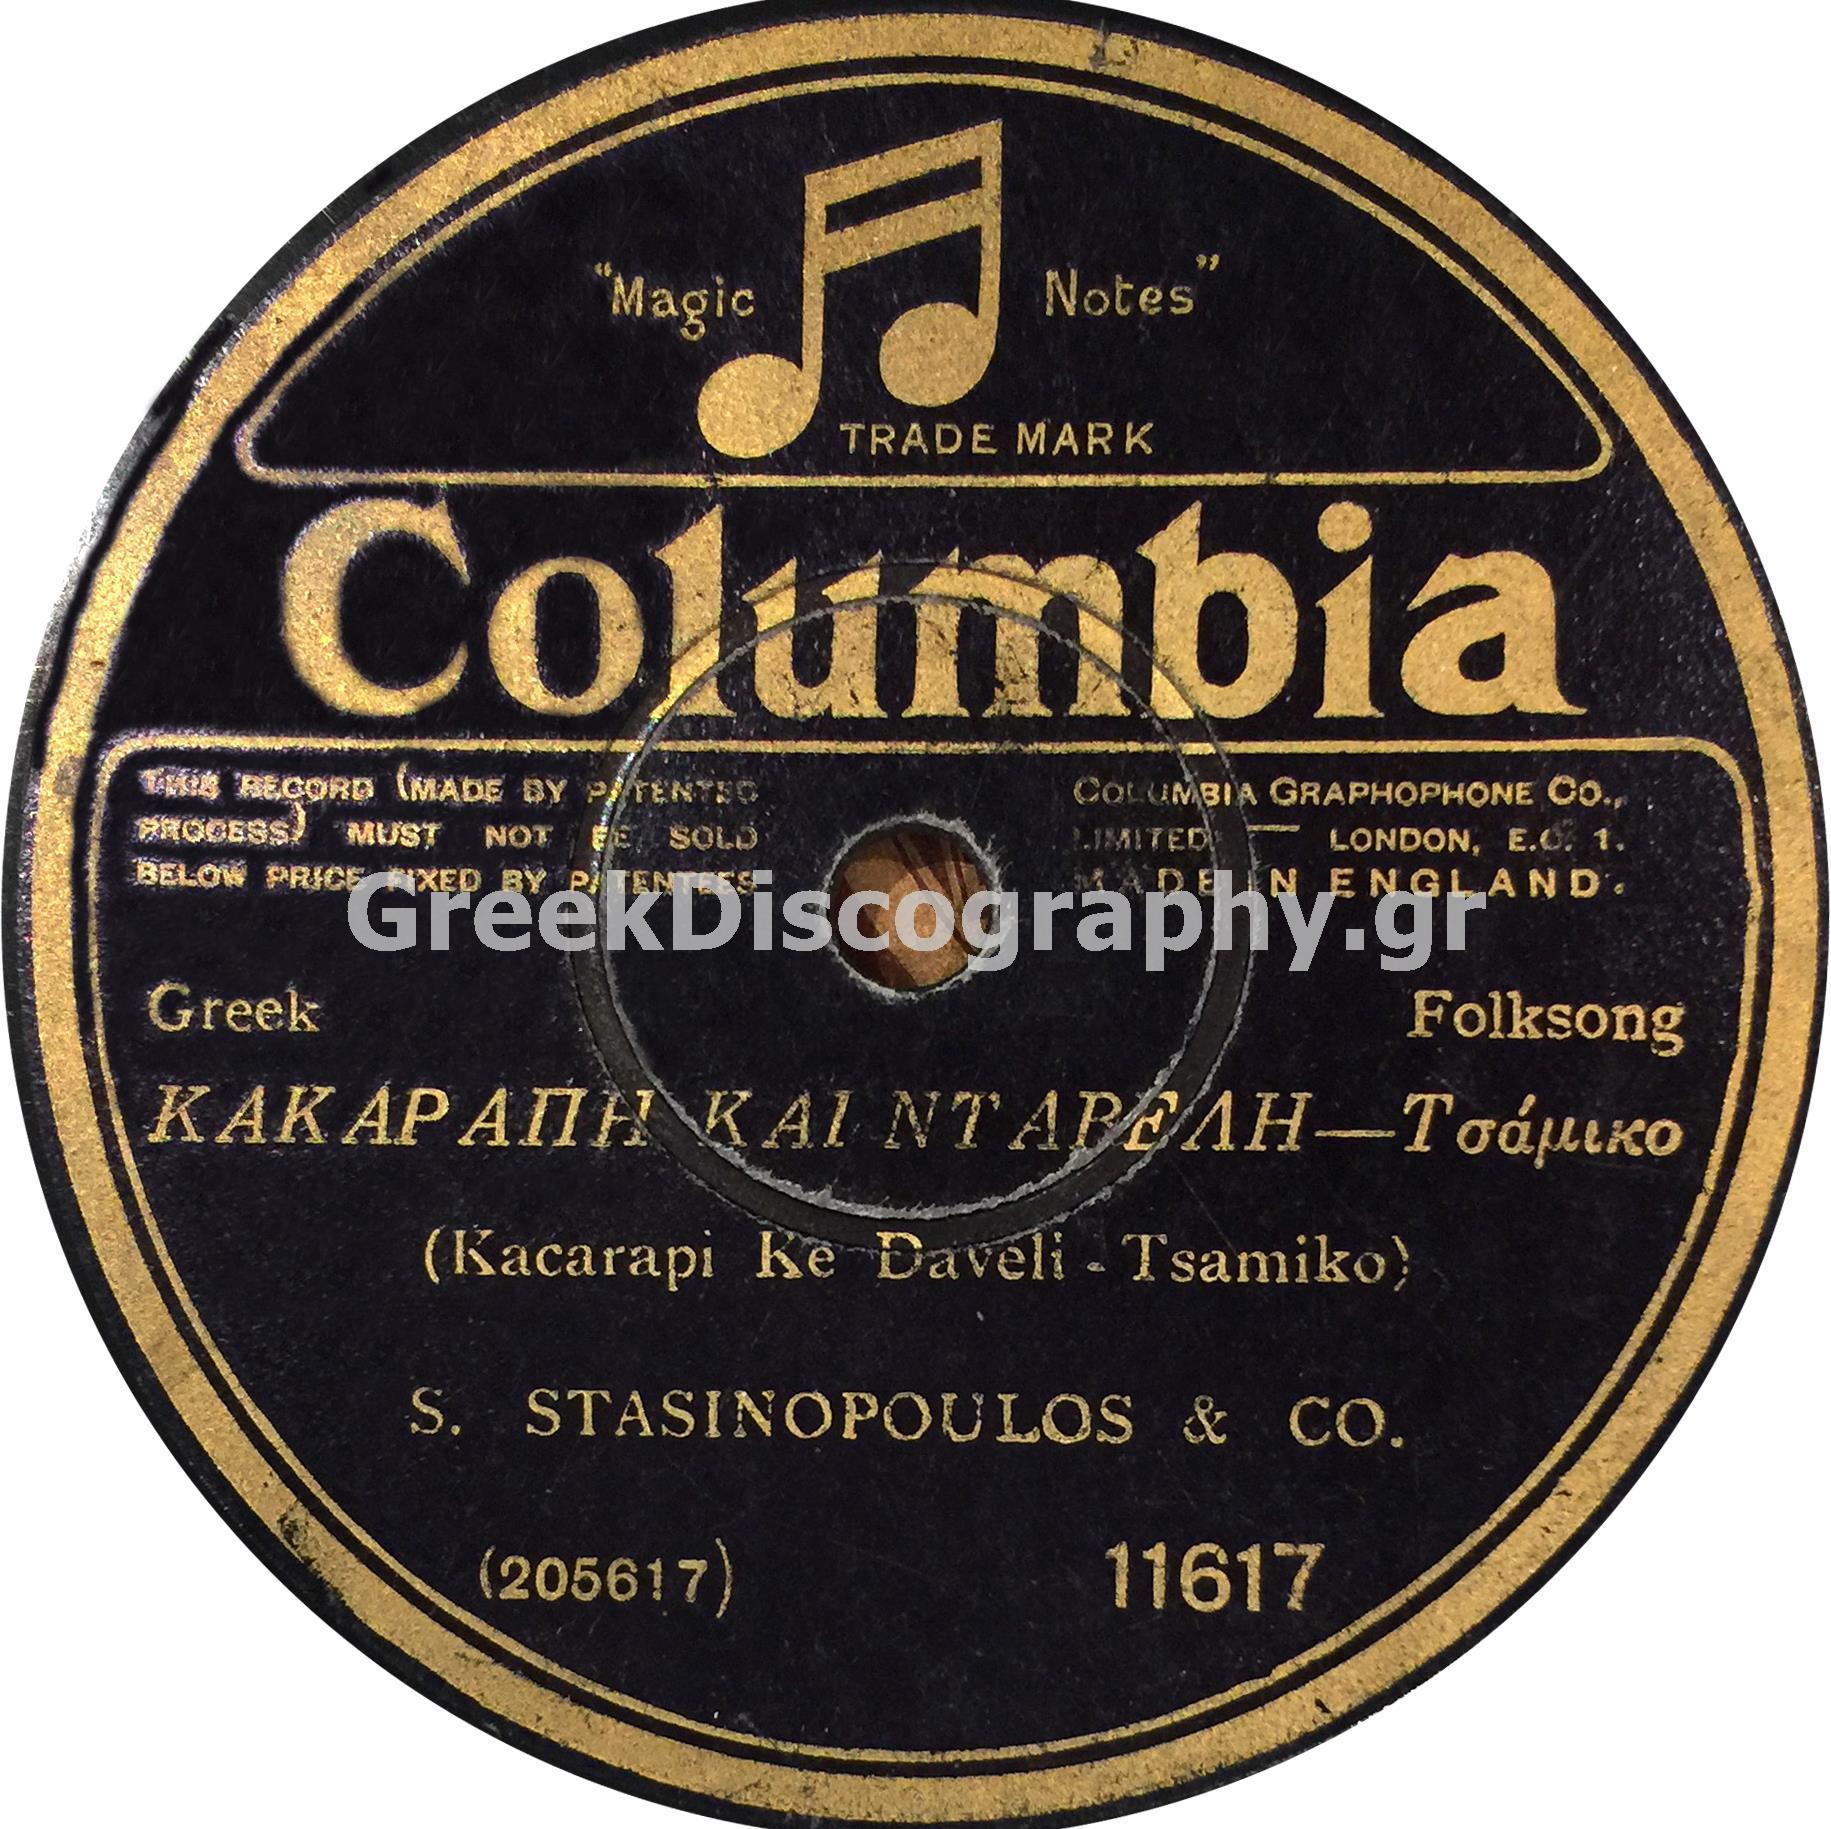 "Magic Notes"
TRADE MARK
Columbia
THIS RECORD (MADE BY PATENTED
PROCESS) MUST NOT BE SOLD
BELOW PRICE FIXED BY PATENTEES
COLUMBIA GRAPHOPHONE CO.,
LIMITED LONDON, E.C. 1.
MADE IN ENGLAND.
GreekDiscography.gr
Greek Folksong
ΚΑΚΑΡΑΠΗ ΚΑΙ ΝΤΑΒΕΛΗ—Τσάμικο
(Kacarapi Ke Daveli - Tsamiko)
S. STASINOPOULOS & CO.
(205617) 11617